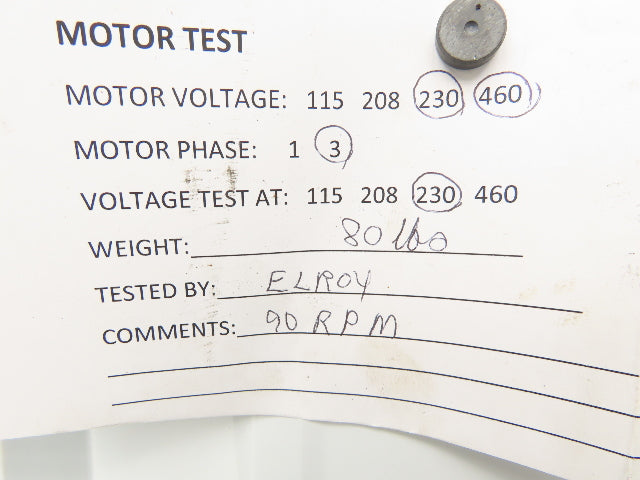 MOTOR TEST
MOTOR VOLTAGE: 115 208 230 460
MOTOR PHASE: 1 3
VOLTAGE TEST AT: 115 208 230 460
WEIGHT: 80 lbs
TESTED BY: ELROY
COMMENTS: 90 RPM